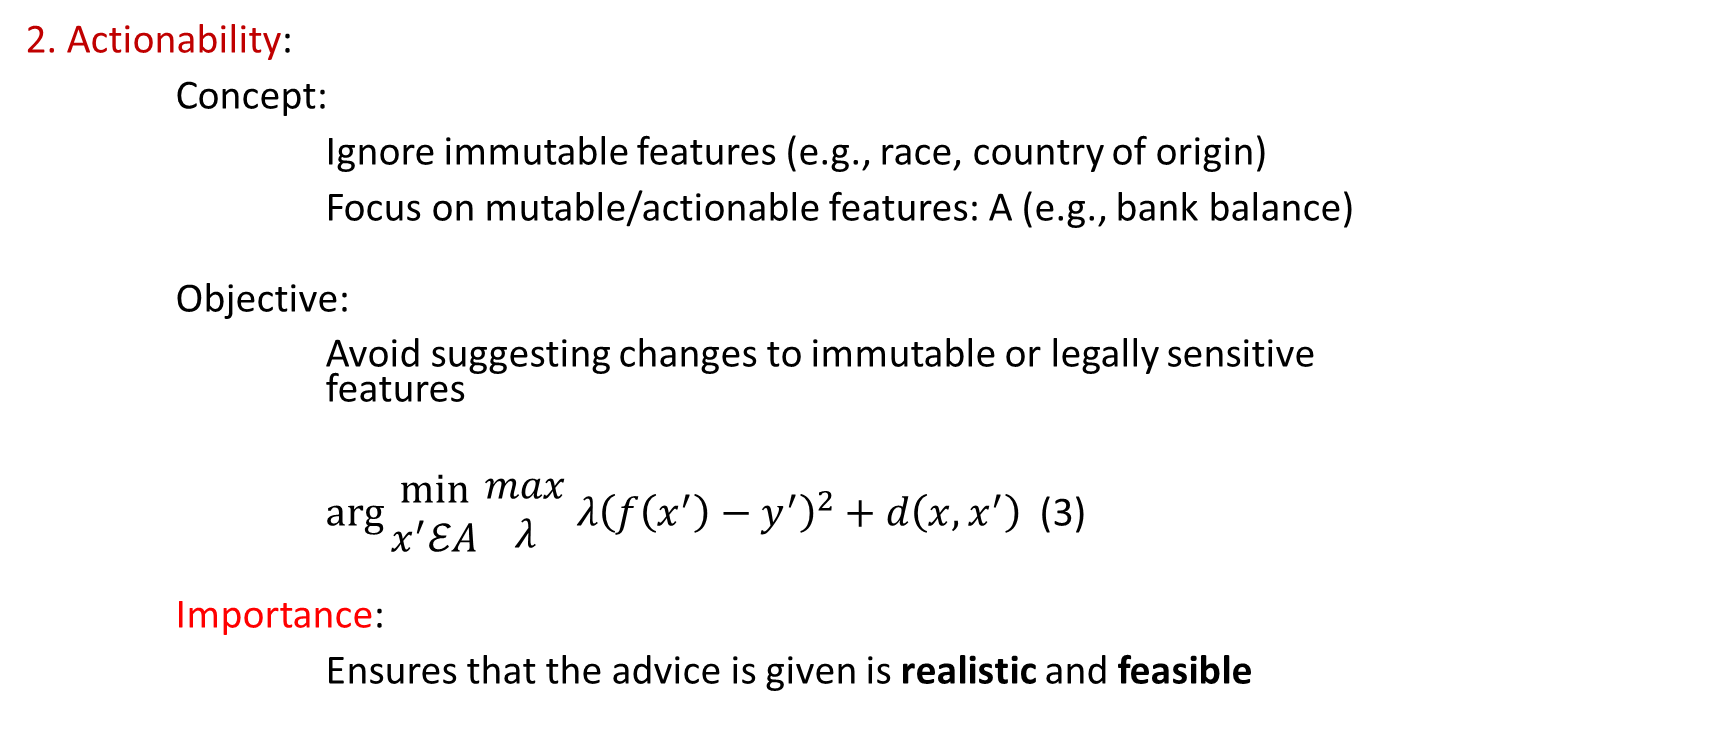 2. Actionability:
Concept:
Ignore immutable features (e.g., race, country of origin)
Focus on mutable/actionable features: A (e.g., bank balance)
Objective:
Avoid suggesting changes to immutable or legally sensitive
features
arg min x′ℇA max λ λ(f(x′) − y′)² + d(x, x′) (3)
Importance:
Ensures that the advice is given is realistic and feasible